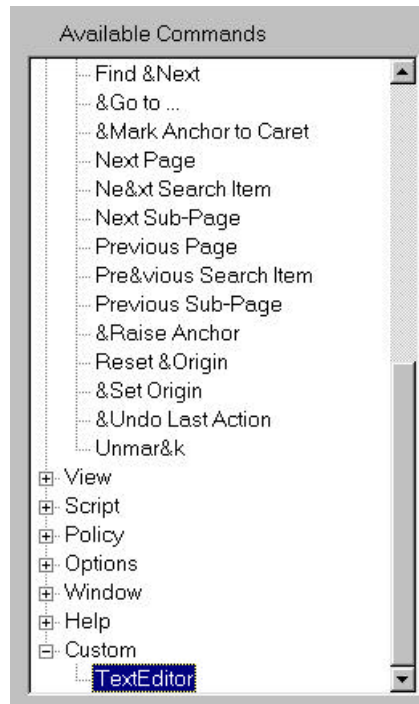 Available Commands
Find &Next
&Go to ...
&Mark Anchor to Caret
Next Page
Ne&xt Search Item
Next Sub-Page
Previous Page
Pre&vious Search Item
Previous Sub-Page
&Raise Anchor
Reset &Origin
&Set Origin
&Undo Last Action
Unmar&k
View
Script
Policy
Options
Window
Help
Custom
TextEditor